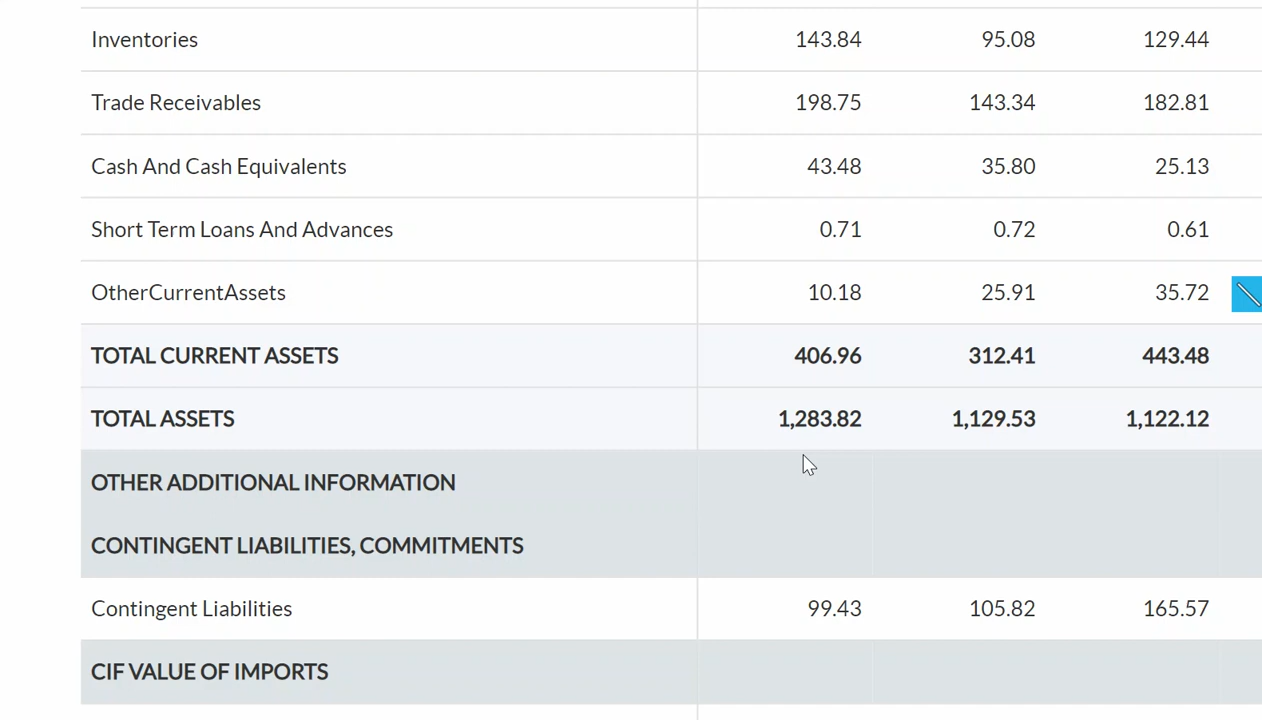 Inventories 143.84 95.08 129.44
Trade Receivables 198.75 143.34 182.81
Cash And Cash Equivalents 43.48 35.80 25.13
Short Term Loans And Advances 0.71 0.72 0.61
OtherCurrentAssets 10.18 25.91 35.72
TOTAL CURRENT ASSETS 406.96 312.41 443.48
TOTAL ASSETS 1,283.82 1,129.53 1,122.12
OTHER ADDITIONAL INFORMATION
CONTINGENT LIABILITIES, COMMITMENTS
Contingent Liabilities 99.43 105.82 165.57
CIF VALUE OF IMPORTS